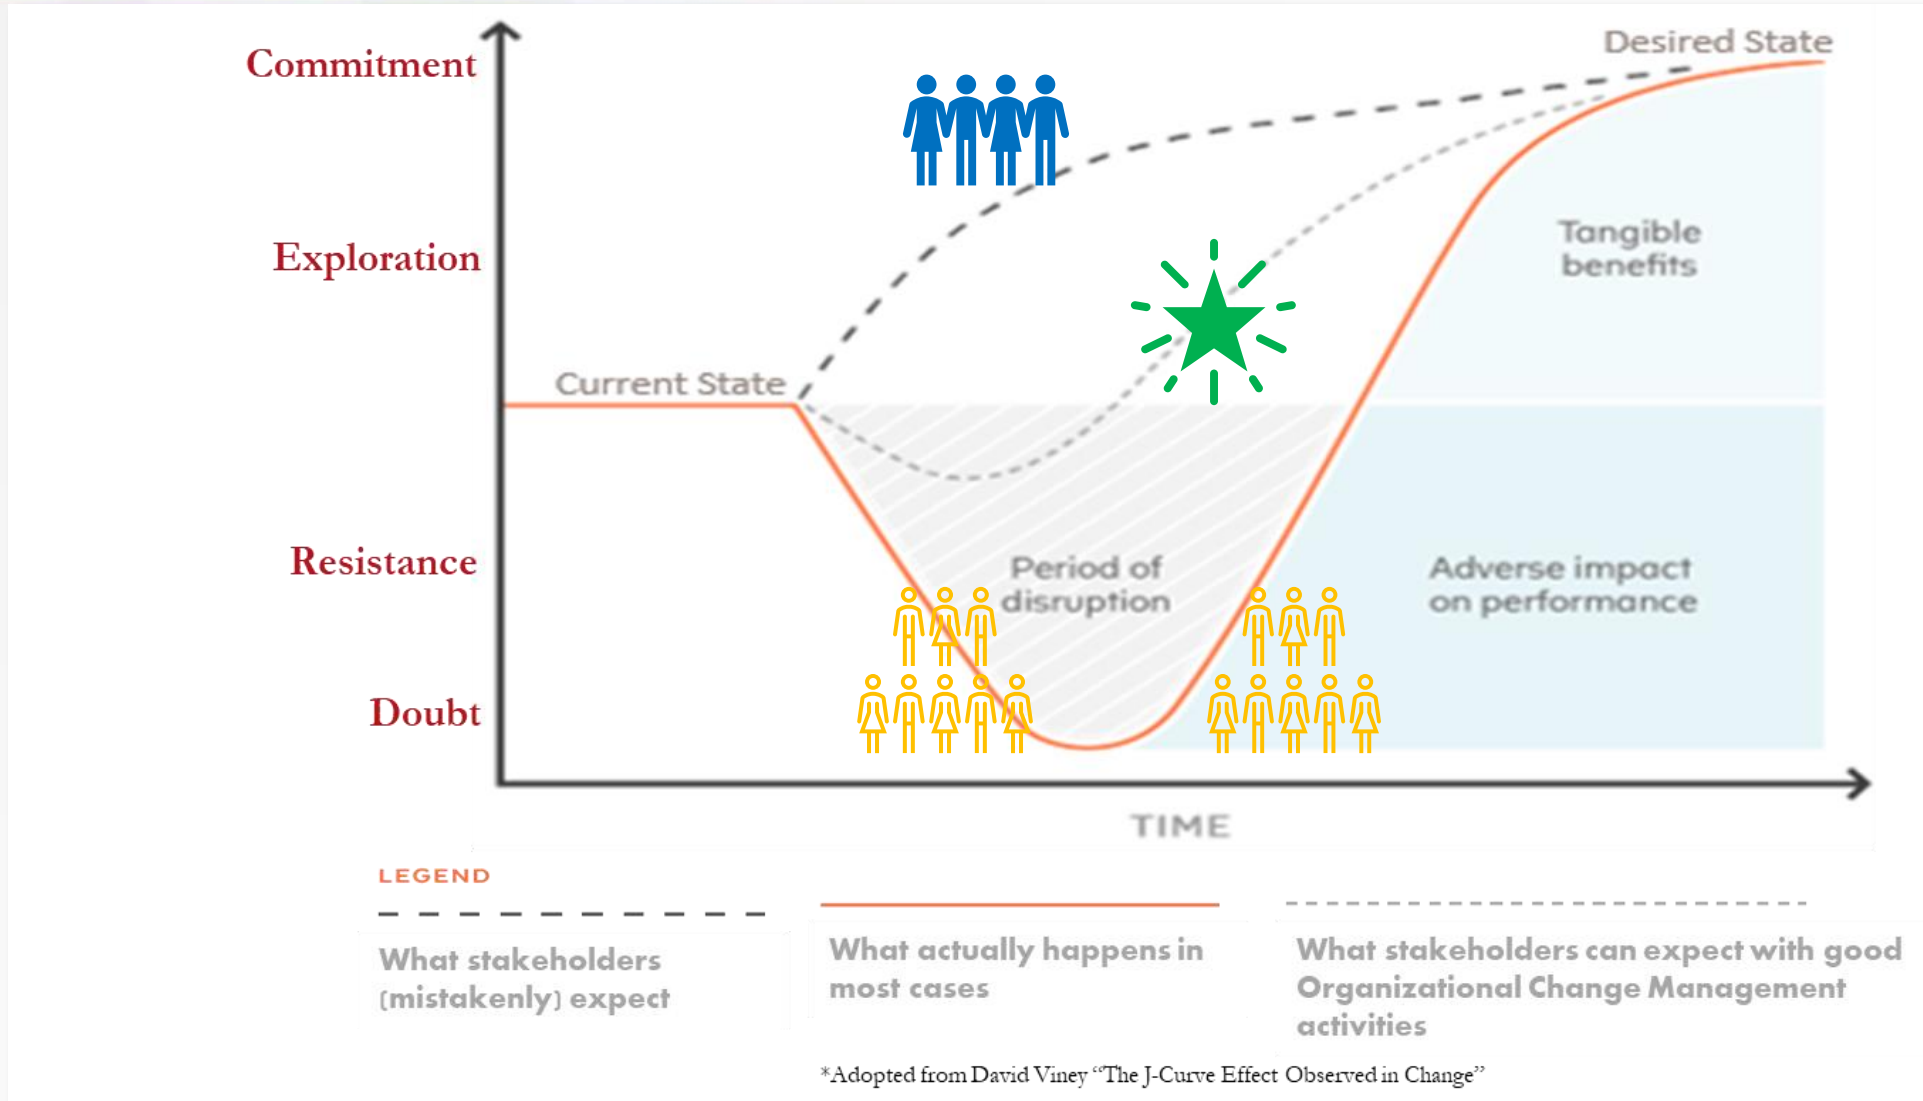 Commitment
Desired State
Exploration
Tangible
benefits
Current State
Resistance
Period of
disruption
Adverse impact
on performance
Doubt
TIME
LEGEND
What stakeholders
(mistakenly) expect
What actually happens in
most cases
What stakeholders can expect with good
Organizational Change Management
activities
*Adopted from David Viney “The J-Curve Effect Observed in Change”